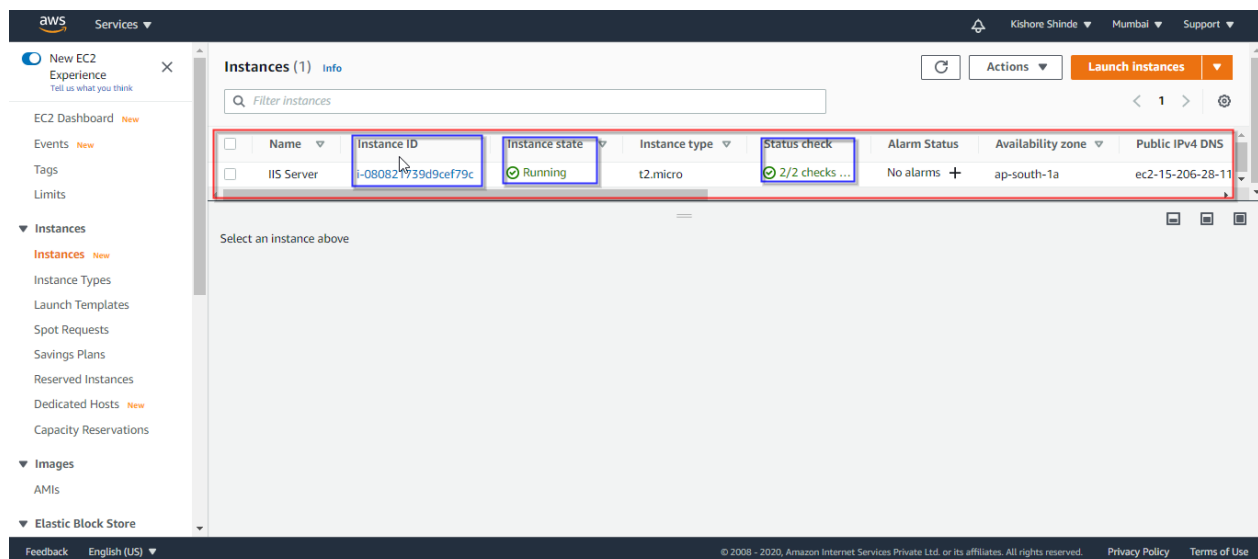 aws Services Kishore Shinde Mumbai Support
New EC2
Experience
Tell us what you think
EC2 Dashboard New
Events New
Tags
Limits
Instances
Instances New
Instance Types
Launch Templates
Spot Requests
Savings Plans
Reserved Instances
Dedicated Hosts New
Capacity Reservations
Images
AMIs
Elastic Block Store
Instances (1) Info
Actions
Launch instances
Filter instances
1
Name Instance ID Instance state Instance type Status check Alarm Status Availability zone Public IPv4 DNS
IIS Server i-080821739d9cef79c Running t2.micro 2/2 checks ... No alarms + ap-south-1a ec2-15-206-28-11
Select an instance above
Feedback English (US) © 2008 - 2020, Amazon Internet Services Private Ltd. or its affiliates. All rights reserved. Privacy Policy Terms of Use